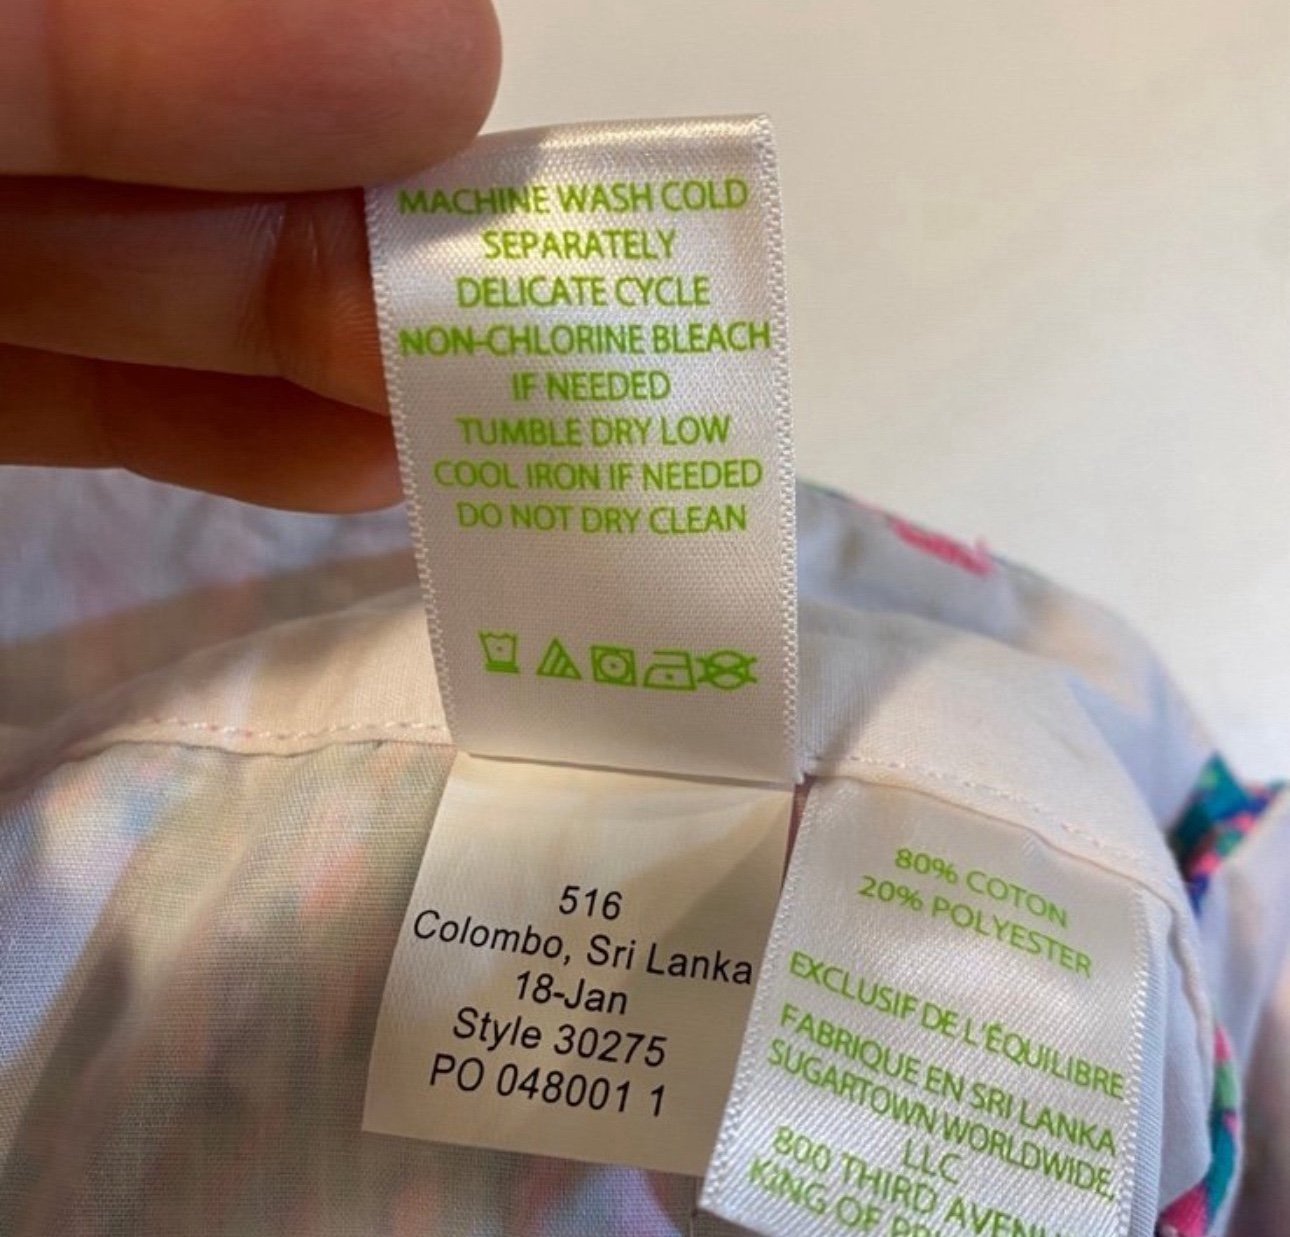 MACHINE WASH COLD
SEPARATELY
DELICATE CYCLE
NON-CHLORINE BLEACH
IF NEEDED
TUMBLE DRY LOW
COOL IRON IF NEEDED
DO NOT DRY CLEAN
516
Colombo, Sri Lanka
18-Jan
Style 30275
PO 048001 1
80% COTON
20% POLYESTER
EXCLUSIF DE L'ÉQUILIBRE
FABRIQUE EN SRI LANKA
SUGARTOWN WORLDWIDE,
LLC
800 THIRD
KING OF